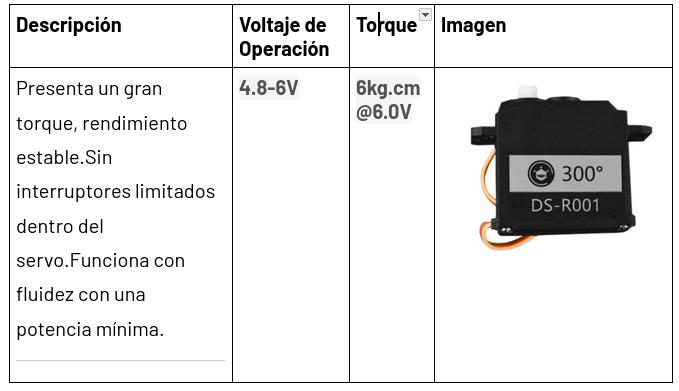 Descripción
Voltaje de
Operación
Torque
Imagen
Presenta un gran
torque, rendimiento
estable.Sin
interruptores limitados
dentro del
servo.Funciona con
fluidez con una
potencia mínima.
4.8-6V
6kg.cm
@6.0V
300°
DS-R001